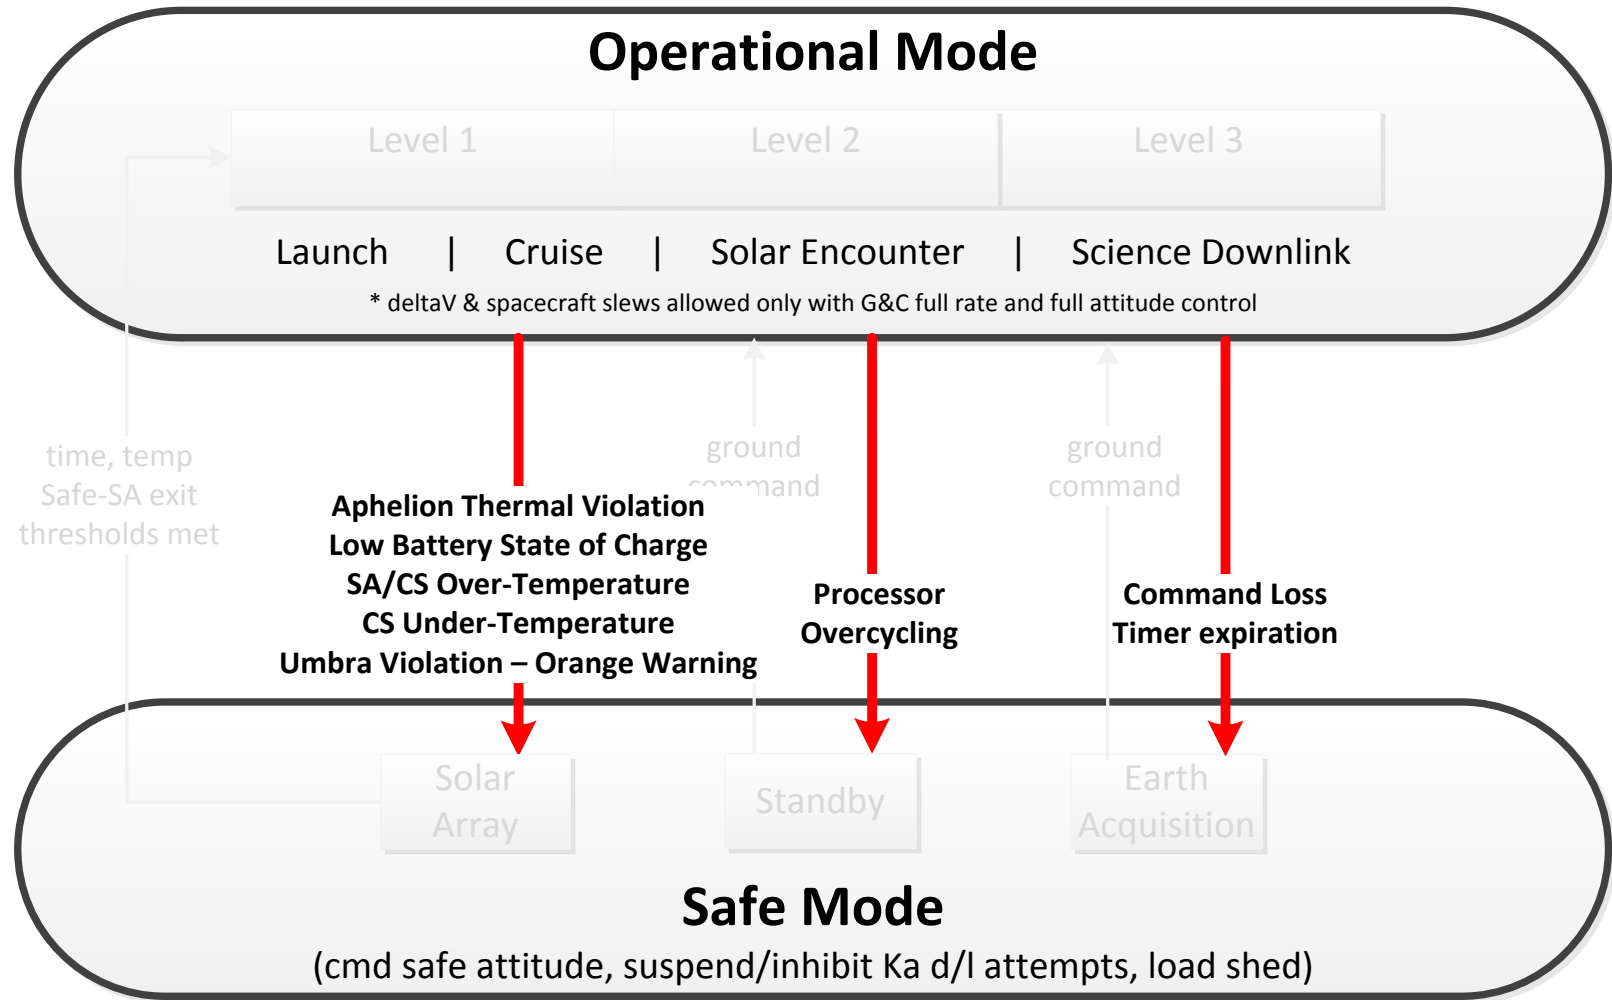 Operational Mode
Level 1
Level 2
Level 3
Launch | Cruise | Solar Encounter | Science Downlink
* deltaV & spacecraft slews allowed only with G&C full rate and full attitude control
time, temp
Safe-SA exit
thresholds met
Aphelion Thermal Violation
Low Battery State of Charge
SA/CS Over-Temperature
CS Under-Temperature
Umbra Violation – Orange Warning
ground
command
Processor
Overcycling
ground
command
Command Loss
Timer expiration
Solar
Array
Standby
Earth
Acquisition
Safe Mode
(cmd safe attitude, suspend/inhibit Ka d/l attempts, load shed)